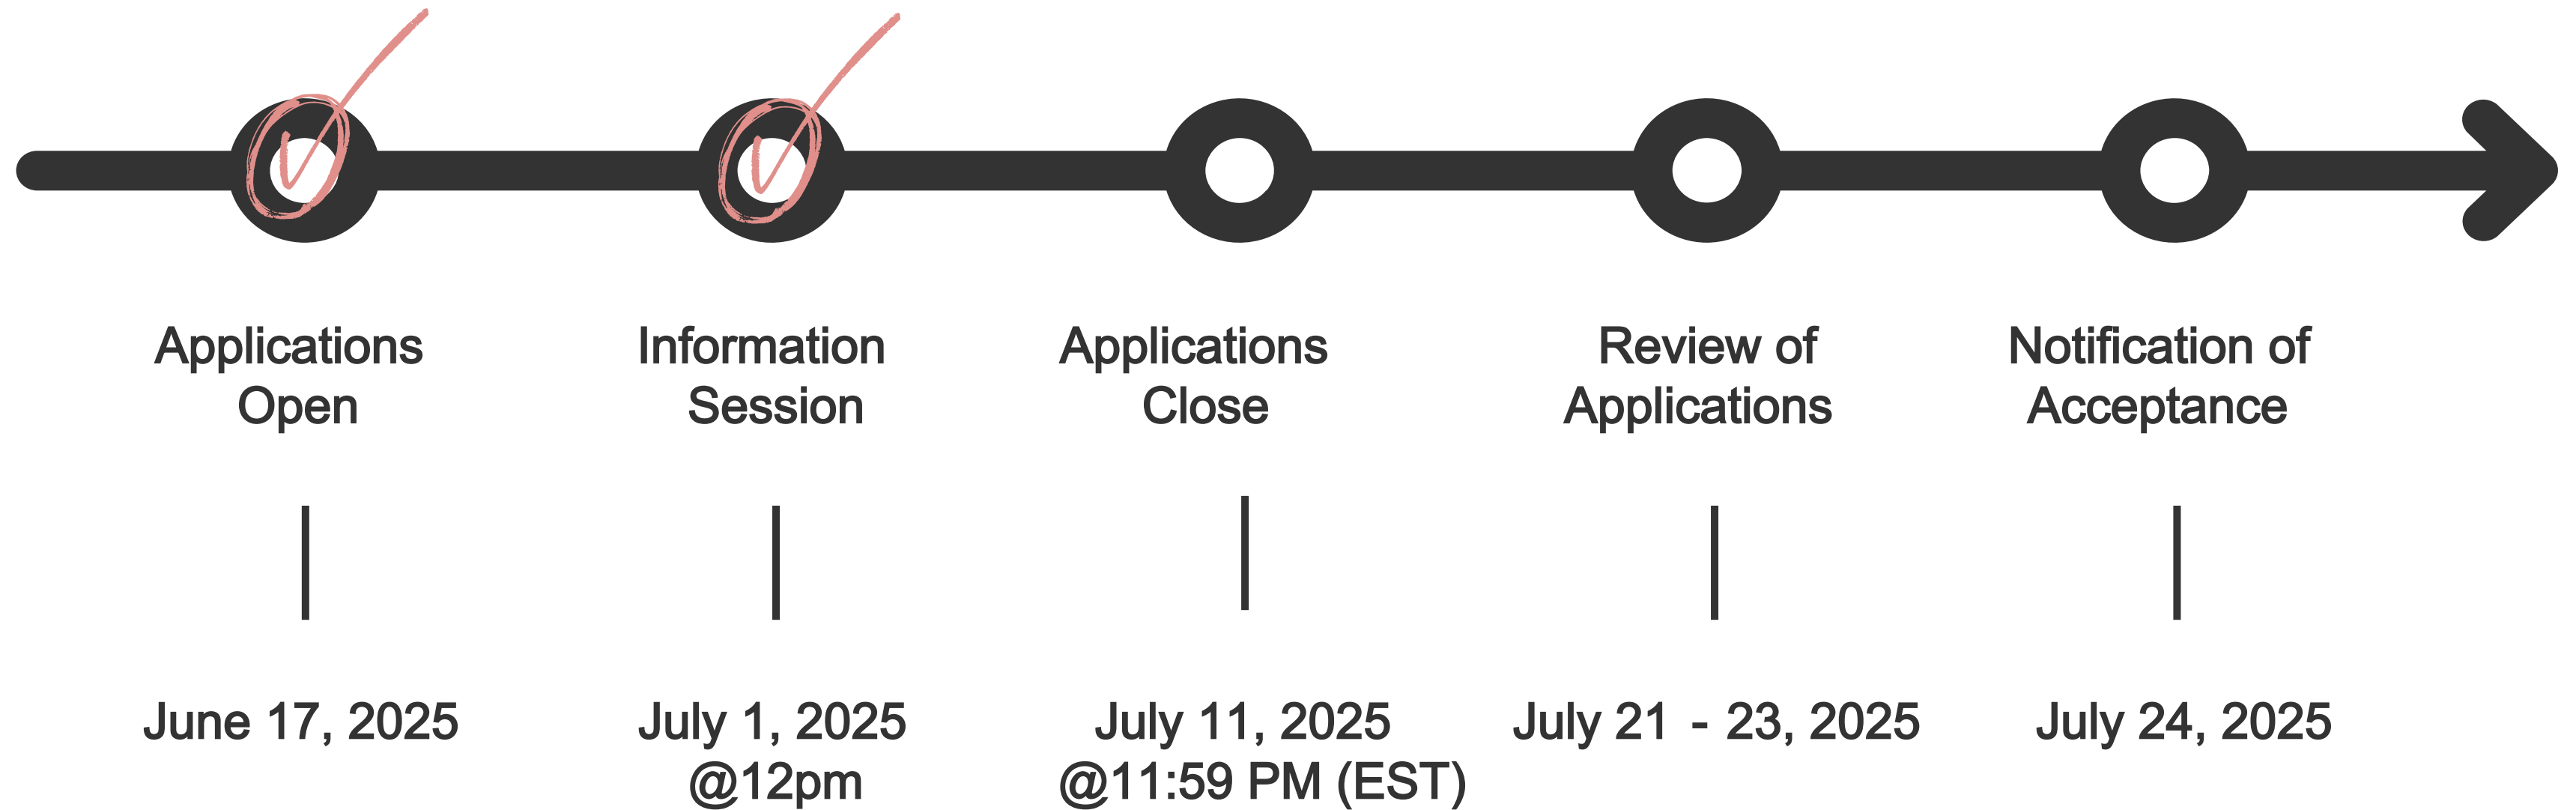 Applications
Open
Information
Session
Applications
Close
Review of
Applications
Notification of
Acceptance
June 17, 2025
July 1, 2025
@12pm
July 11, 2025
@11:59 PM (EST)
July 21 - 23, 2025
July 24, 2025